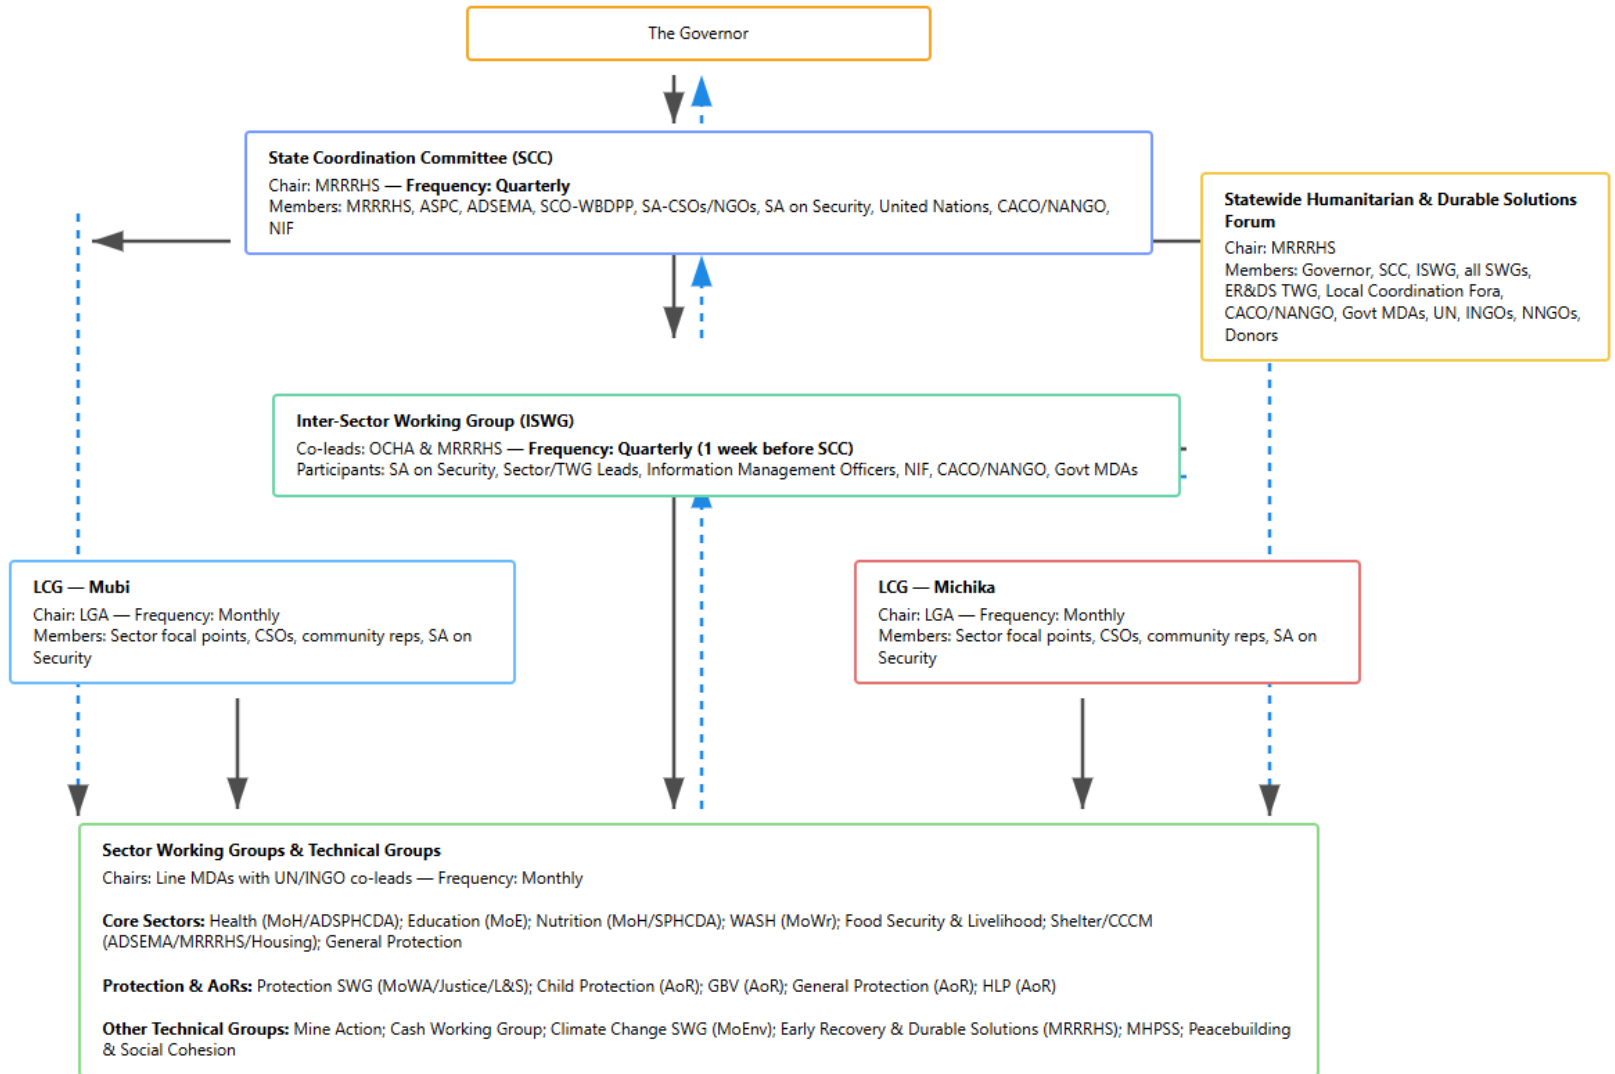 The Governor
State Coordination Committee (SCC)
Chair: MRRRHS — Frequency: Quarterly
Members: MRRRHS, ASPC, ADSEMA, SCO-WBDPP, SA-CSOs/NGOs, SA on Security, United Nations, CACO/NANGO,
NIF
Statewide Humanitarian & Durable Solutions
Forum
Chair: MRRRHS
Members: Governor, SCC, ISWG, all SWGs,
ER&DS TWG, Local Coordination Fora,
CACO/NANGO, Govt MDAs, UN, INGOs, NNGOs,
Donors
Inter-Sector Working Group (ISWG)
Co-leads: OCHA & MRRRHS — Frequency: Quarterly (1 week before SCC)
Participants: SA on Security, Sector/TWG Leads, Information Management Officers, NIF, CACO/NANGO, Govt MDAs
LCG — Mubi
Chair: LGA — Frequency: Monthly
Members: Sector focal points, CSOs, community reps, SA on
Security
LCG — Michika
Chair: LGA — Frequency: Monthly
Members: Sector focal points, CSOs, community reps, SA on
Security
Sector Working Groups & Technical Groups
Chairs: Line MDAs with UN/INGO co-leads — Frequency: Monthly
Core Sectors: Health (MoH/ADSPHCDA); Education (MoE); Nutrition (MoH/SPHCDA); WASH (MoWr); Food Security & Livelihood; Shelter/CCCM
(ADSEMA/MRRRHS/Housing); General Protection
Protection & AoRs: Protection SWG (MoWA/Justice/L&S); Child Protection (AoR); GBV (AoR); General Protection (AoR); HLP (AoR)
Other Technical Groups: Mine Action; Cash Working Group; Climate Change SWG (MoEnv); Early Recovery & Durable Solutions (MRRRHS); MHPSS; Peacebuilding
& Social Cohesion